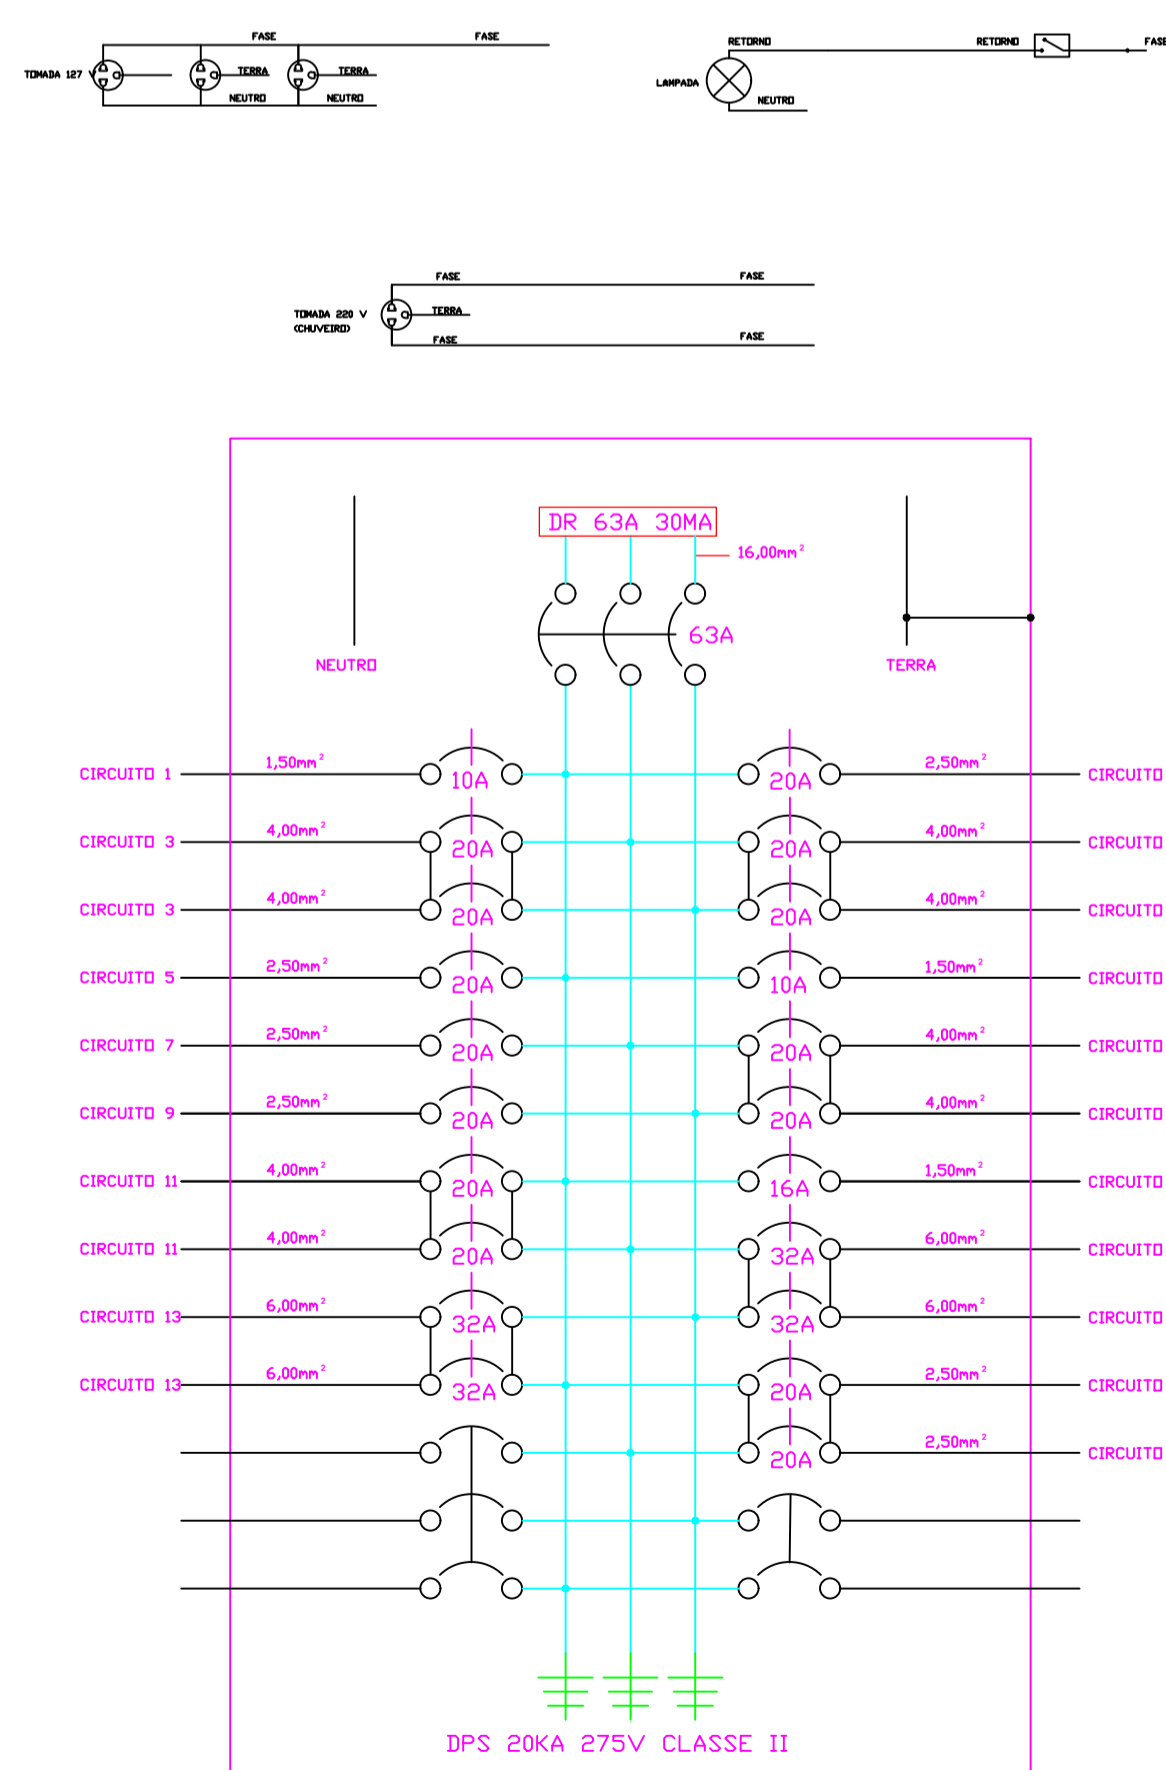 FASE FASE
TOMADA 127 V TERRA TERRA
NEUTRO NEUTRO
RETORNO RETORNO FASE
LAMPADA
NEUTRO
FASE FASE
TOMADA 220 V TERRA
(CHUVEIRO)
FASE FASE
DR 63A 30MA
16,00mm²
63A
NEUTRO TERRA
CIRCUITO 1 1,50mm² 10A 20A 2,50mm² CIRCUITO
CIRCUITO 3 4,00mm² 20A 20A 4,00mm² CIRCUITO
CIRCUITO 3 4,00mm² 20A 20A 4,00mm² CIRCUITO
CIRCUITO 5 2,50mm² 20A 10A 1,50mm² CIRCUITO
CIRCUITO 7 2,50mm² 20A 20A 4,00mm² CIRCUITO
CIRCUITO 9 2,50mm² 20A 20A 4,00mm² CIRCUITO
CIRCUITO 11 4,00mm² 20A 16A 1,50mm² CIRCUITO
CIRCUITO 11 4,00mm² 20A 32A 6,00mm² CIRCUITO
CIRCUITO 13 6,00mm² 32A 32A 6,00mm² CIRCUITO
CIRCUITO 13 6,00mm² 32A 20A 2,50mm² CIRCUITO
20A 2,50mm² CIRCUITO
DPS 20KA 275V CLASSE II